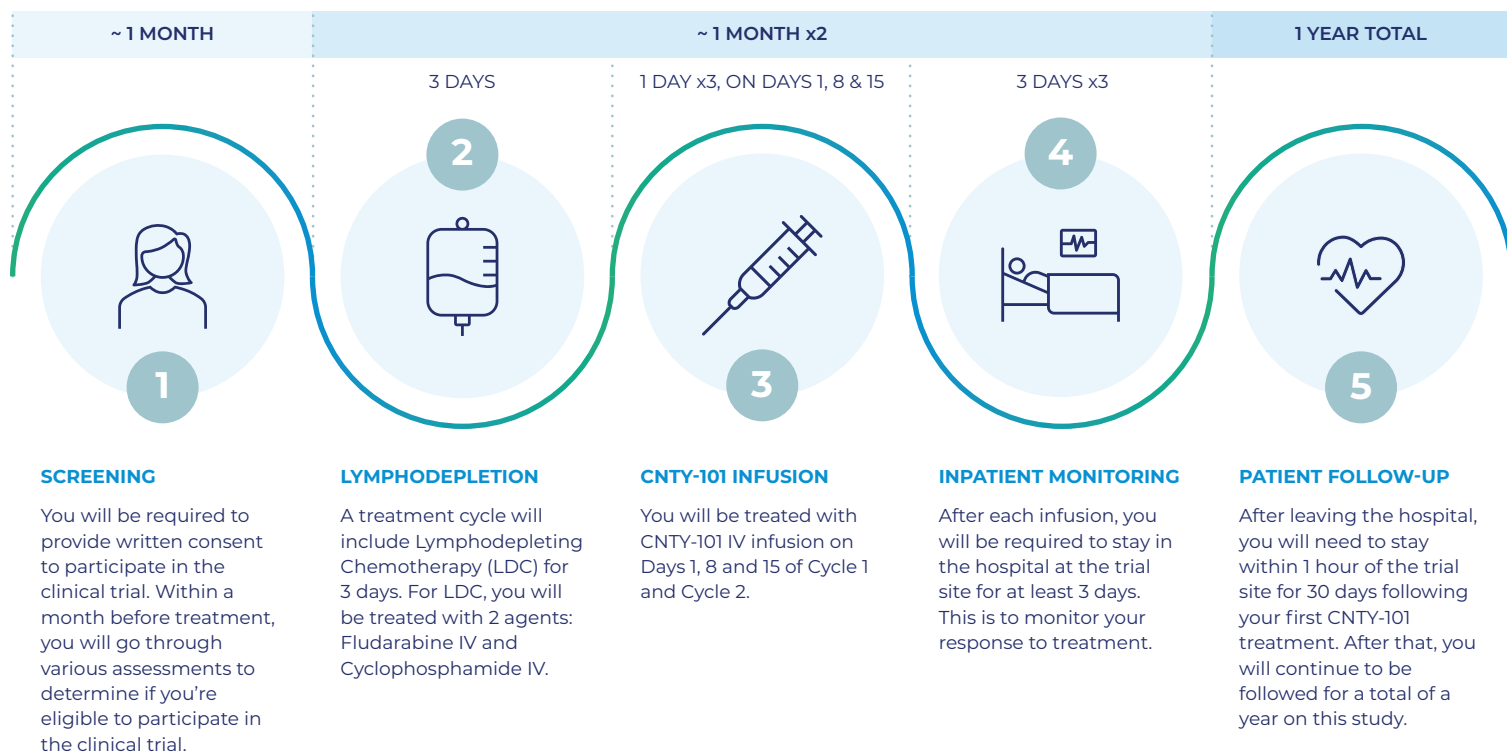 ~ 1 MONTH
~ 1 MONTH x2
1 YEAR TOTAL
3 DAYS
1 DAY x3, ON DAYS 1, 8 & 15
3 DAYS x3
1
2
3
4
5
SCREENING
You will be required to
provide written consent
to participate in the
clinical trial. Within a
month before treatment,
you will go through
various assessments to
determine if you’re
eligible to participate in
the clinical trial.
LYMPHODEPLETION
A treatment cycle will
include Lymphodepleting
Chemotherapy (LDC) for
3 days. For LDC, you will
be treated with 2 agents:
Fludarabine IV and
Cyclophosphamide IV.
CNTY-101 INFUSION
You will be treated with
CNTY-101 IV infusion on
Days 1, 8 and 15 of Cycle 1
and Cycle 2.
INPATIENT MONITORING
After each infusion, you
will be required to stay in
the hospital at the trial
site for at least 3 days.
This is to monitor your
response to treatment.
PATIENT FOLLOW-UP
After leaving the hospital,
you will need to stay
within 1 hour of the trial
site for 30 days following
your first CNTY-101
treatment. After that, you
will continue to be
followed for a total of a
year on this study.